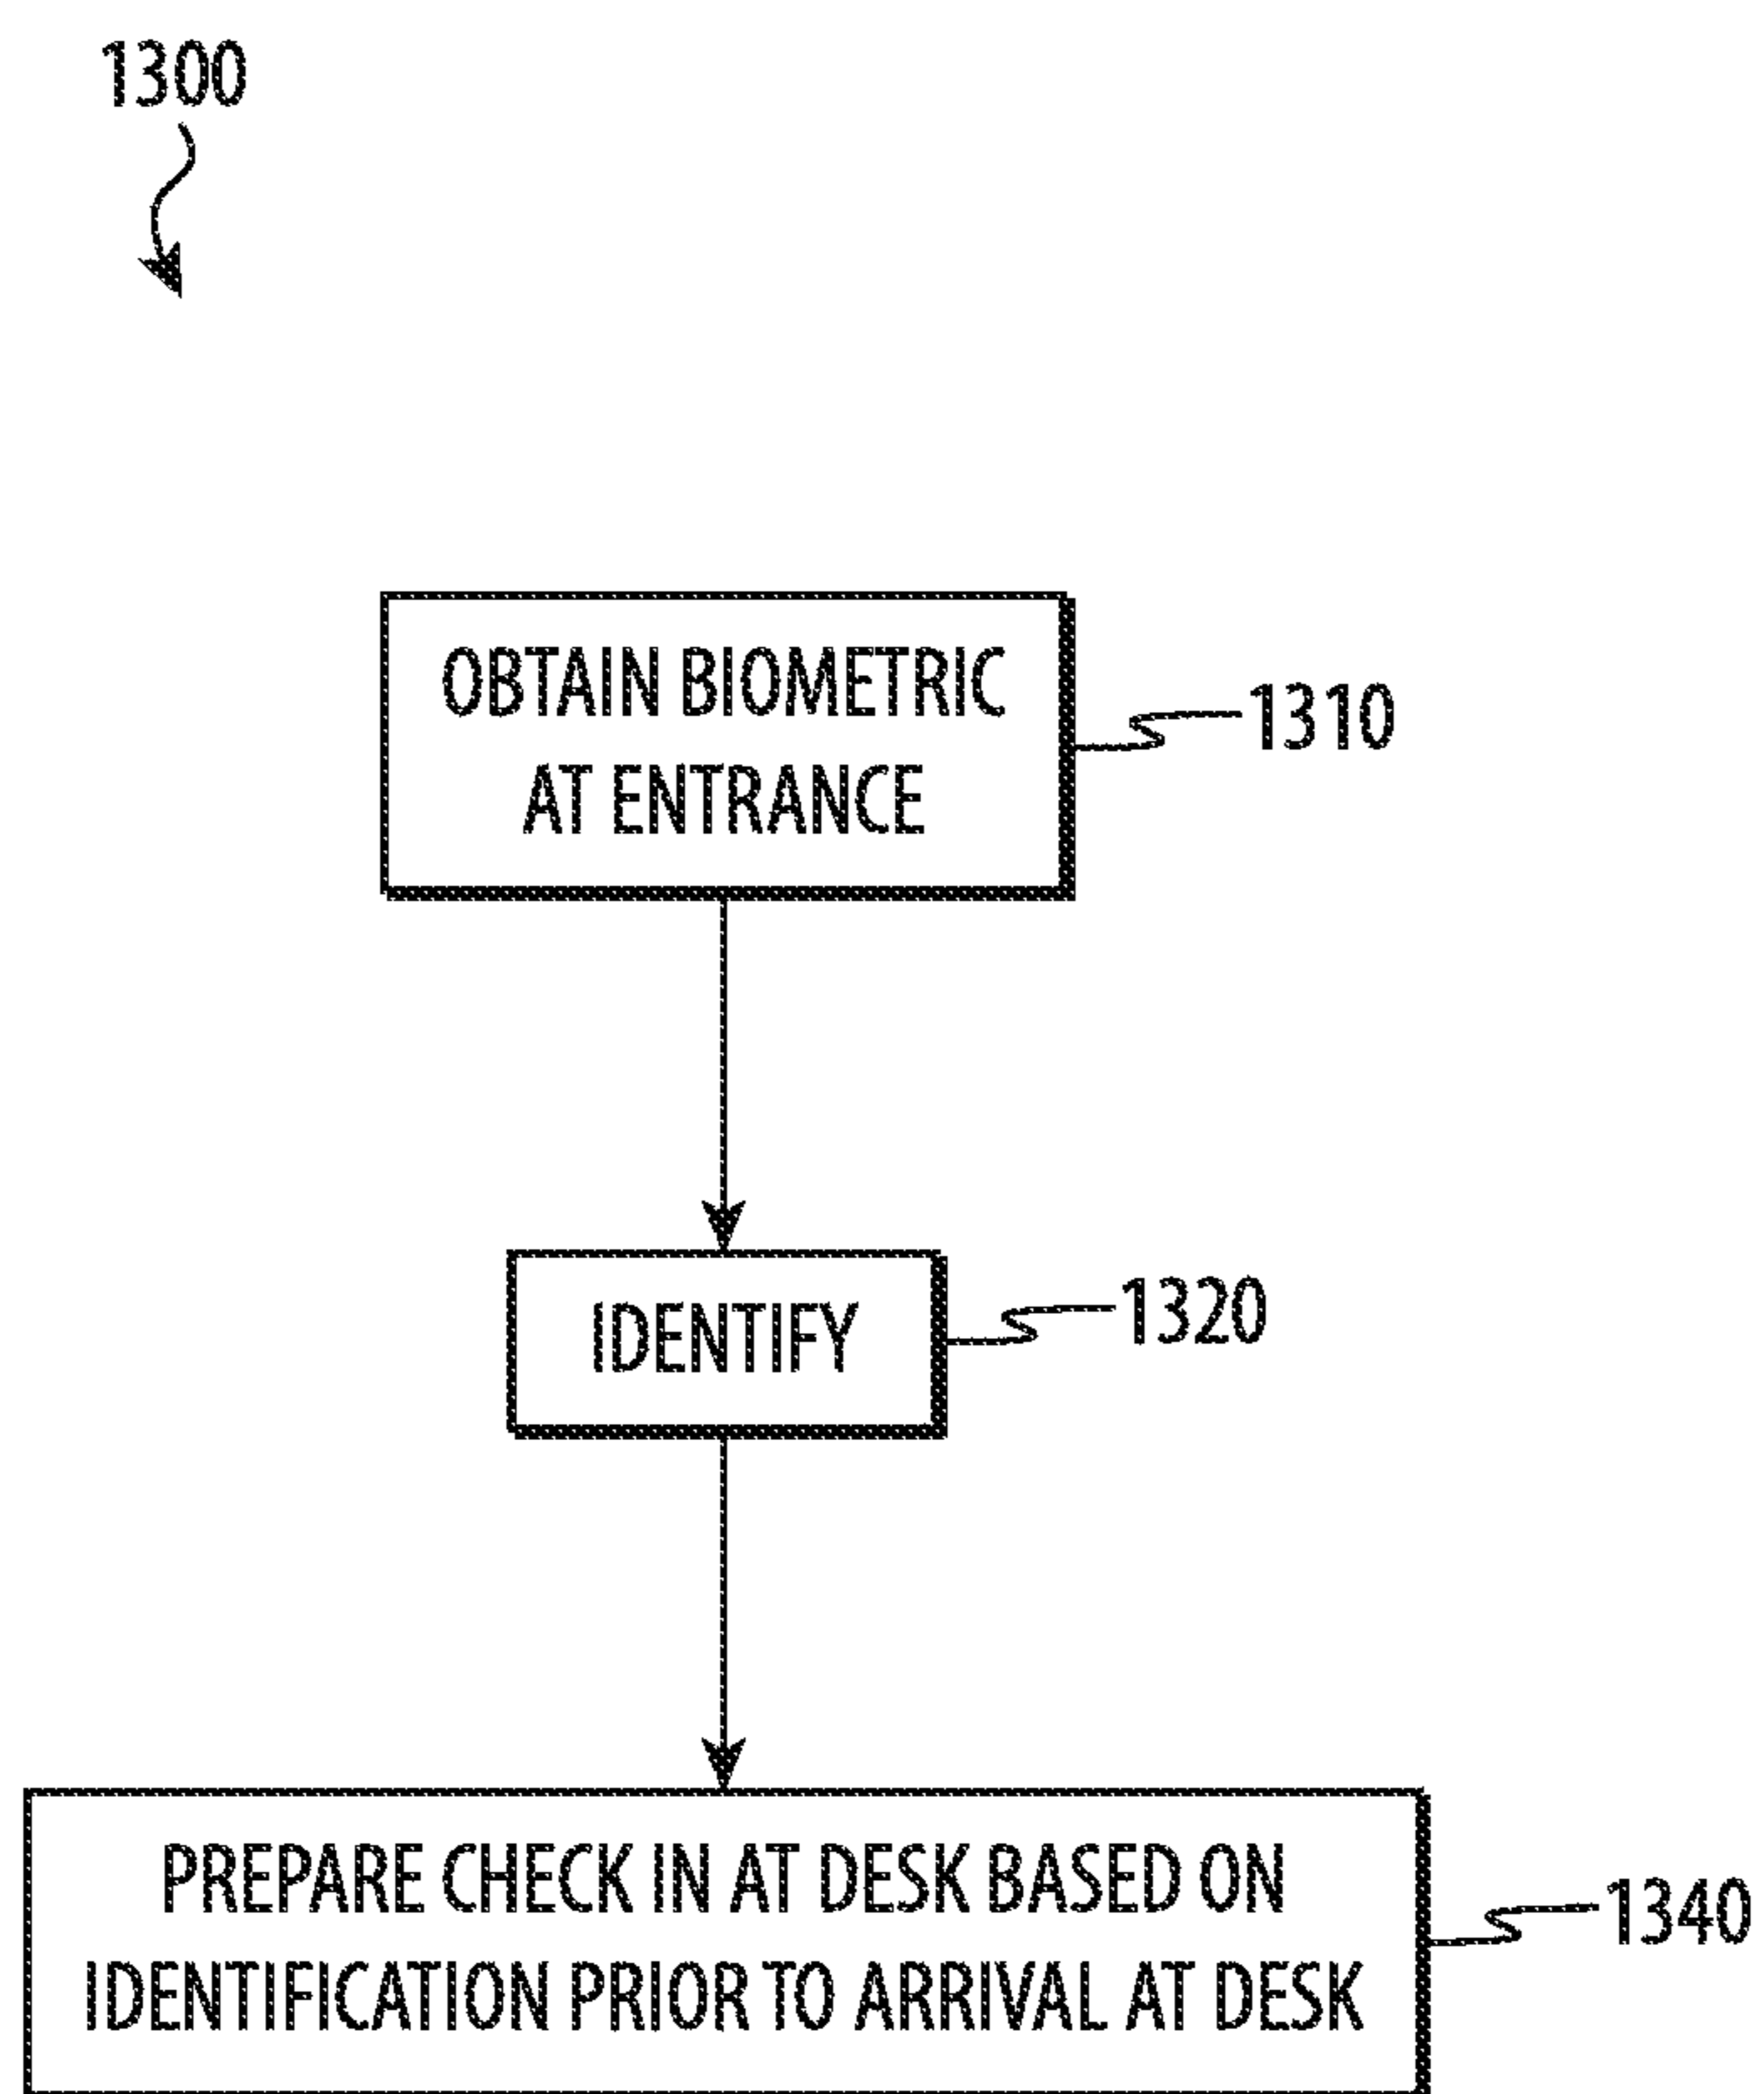 1300
OBTAIN BIOMETRIC
AT ENTRANCE
1310
IDENTIFY
1320
PREPARE CHECK IN AT DESK BASED ON
IDENTIFICATION PRIOR TO ARRIVAL AT DESK
1340